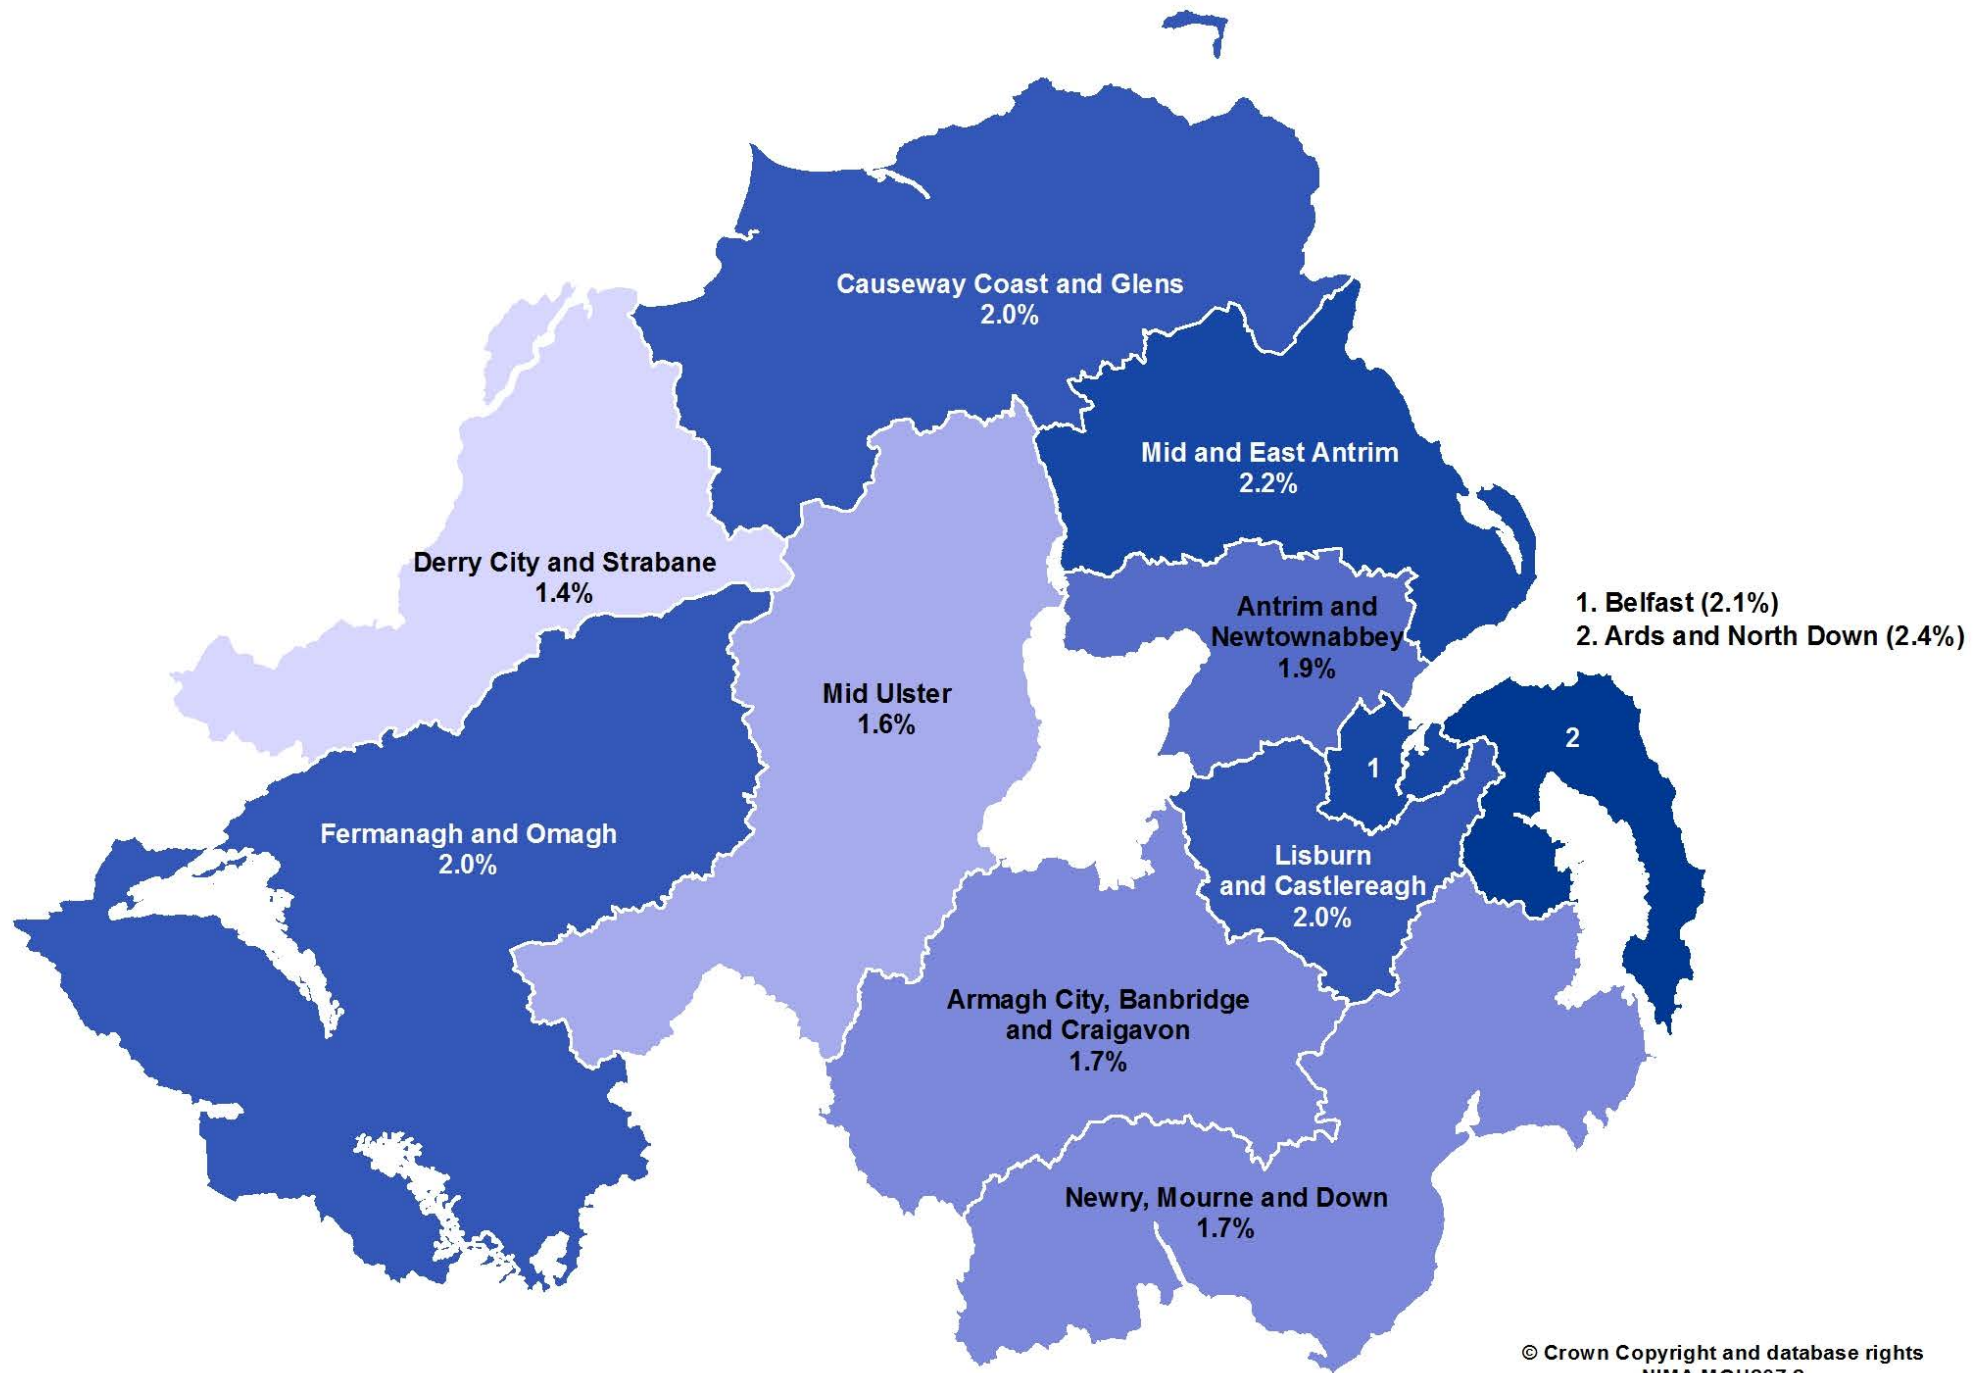 Causeway Coast and Glens
2.0%
Mid and East Antrim
2.2%
Derry City and Strabane
1.4%
Antrim and
Newtownabbey
1.9%
1. Belfast (2.1%)
2. Ards and North Down (2.4%)
Mid Ulster
1.6%
2
1
Fermanagh and Omagh
2.0%
Lisburn
and Castlereagh
2.0%
Armagh City, Banbridge
and Craigavon
1.7%
Newry, Mourne and Down
1.7%
© Crown Copyright and database rights